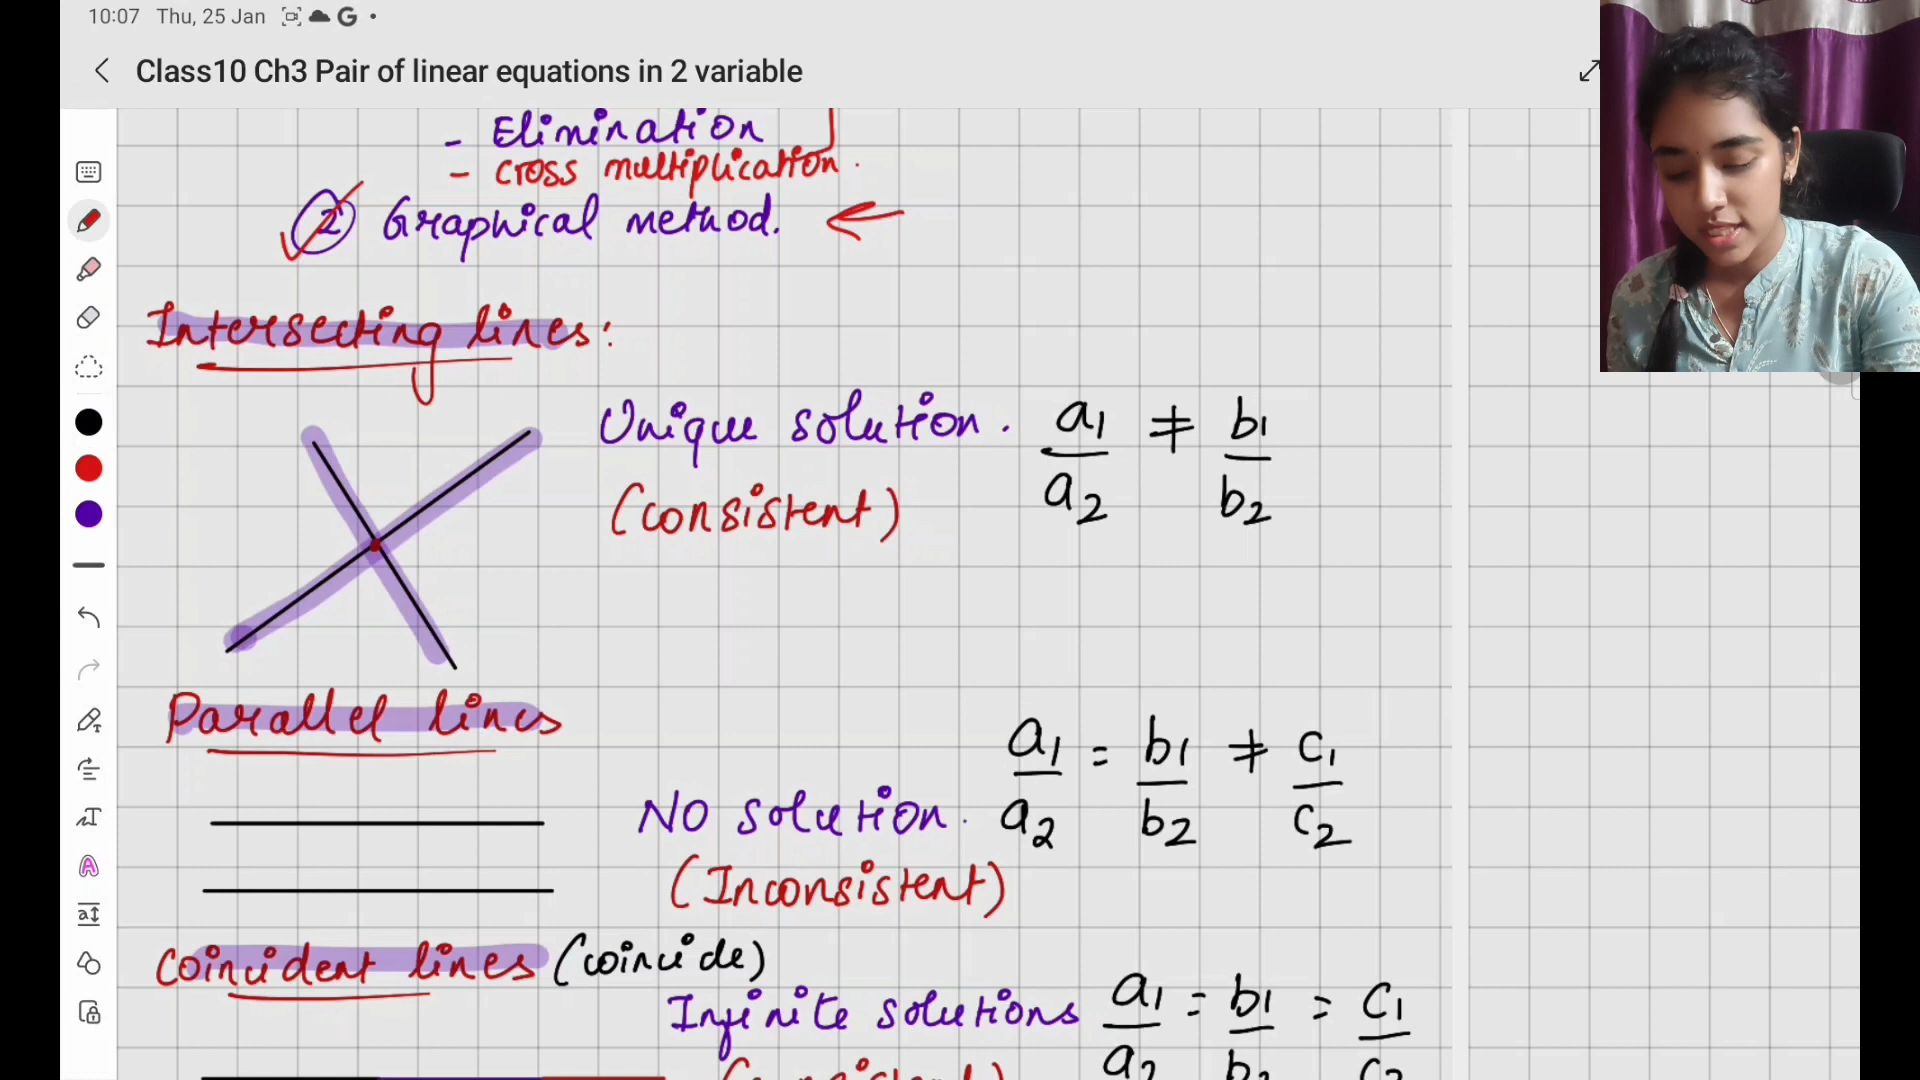 10:07 Thu, 25 Jan
Class10 Ch3 Pair of linear equations in 2 variable
- Elimination
- cross multiplication.
② Graphical method. ←
Intersecting lines:
Unique solution. a1/a2 ≠ b1/b2
(consistent)
Parallel lines
NO solution. a1/a2 = b1/b2 ≠ c1/c2
(Inconsistent)
Coincident lines (coincide)
Infinite solutions a1/a2 = b1/b2 = c1/c2